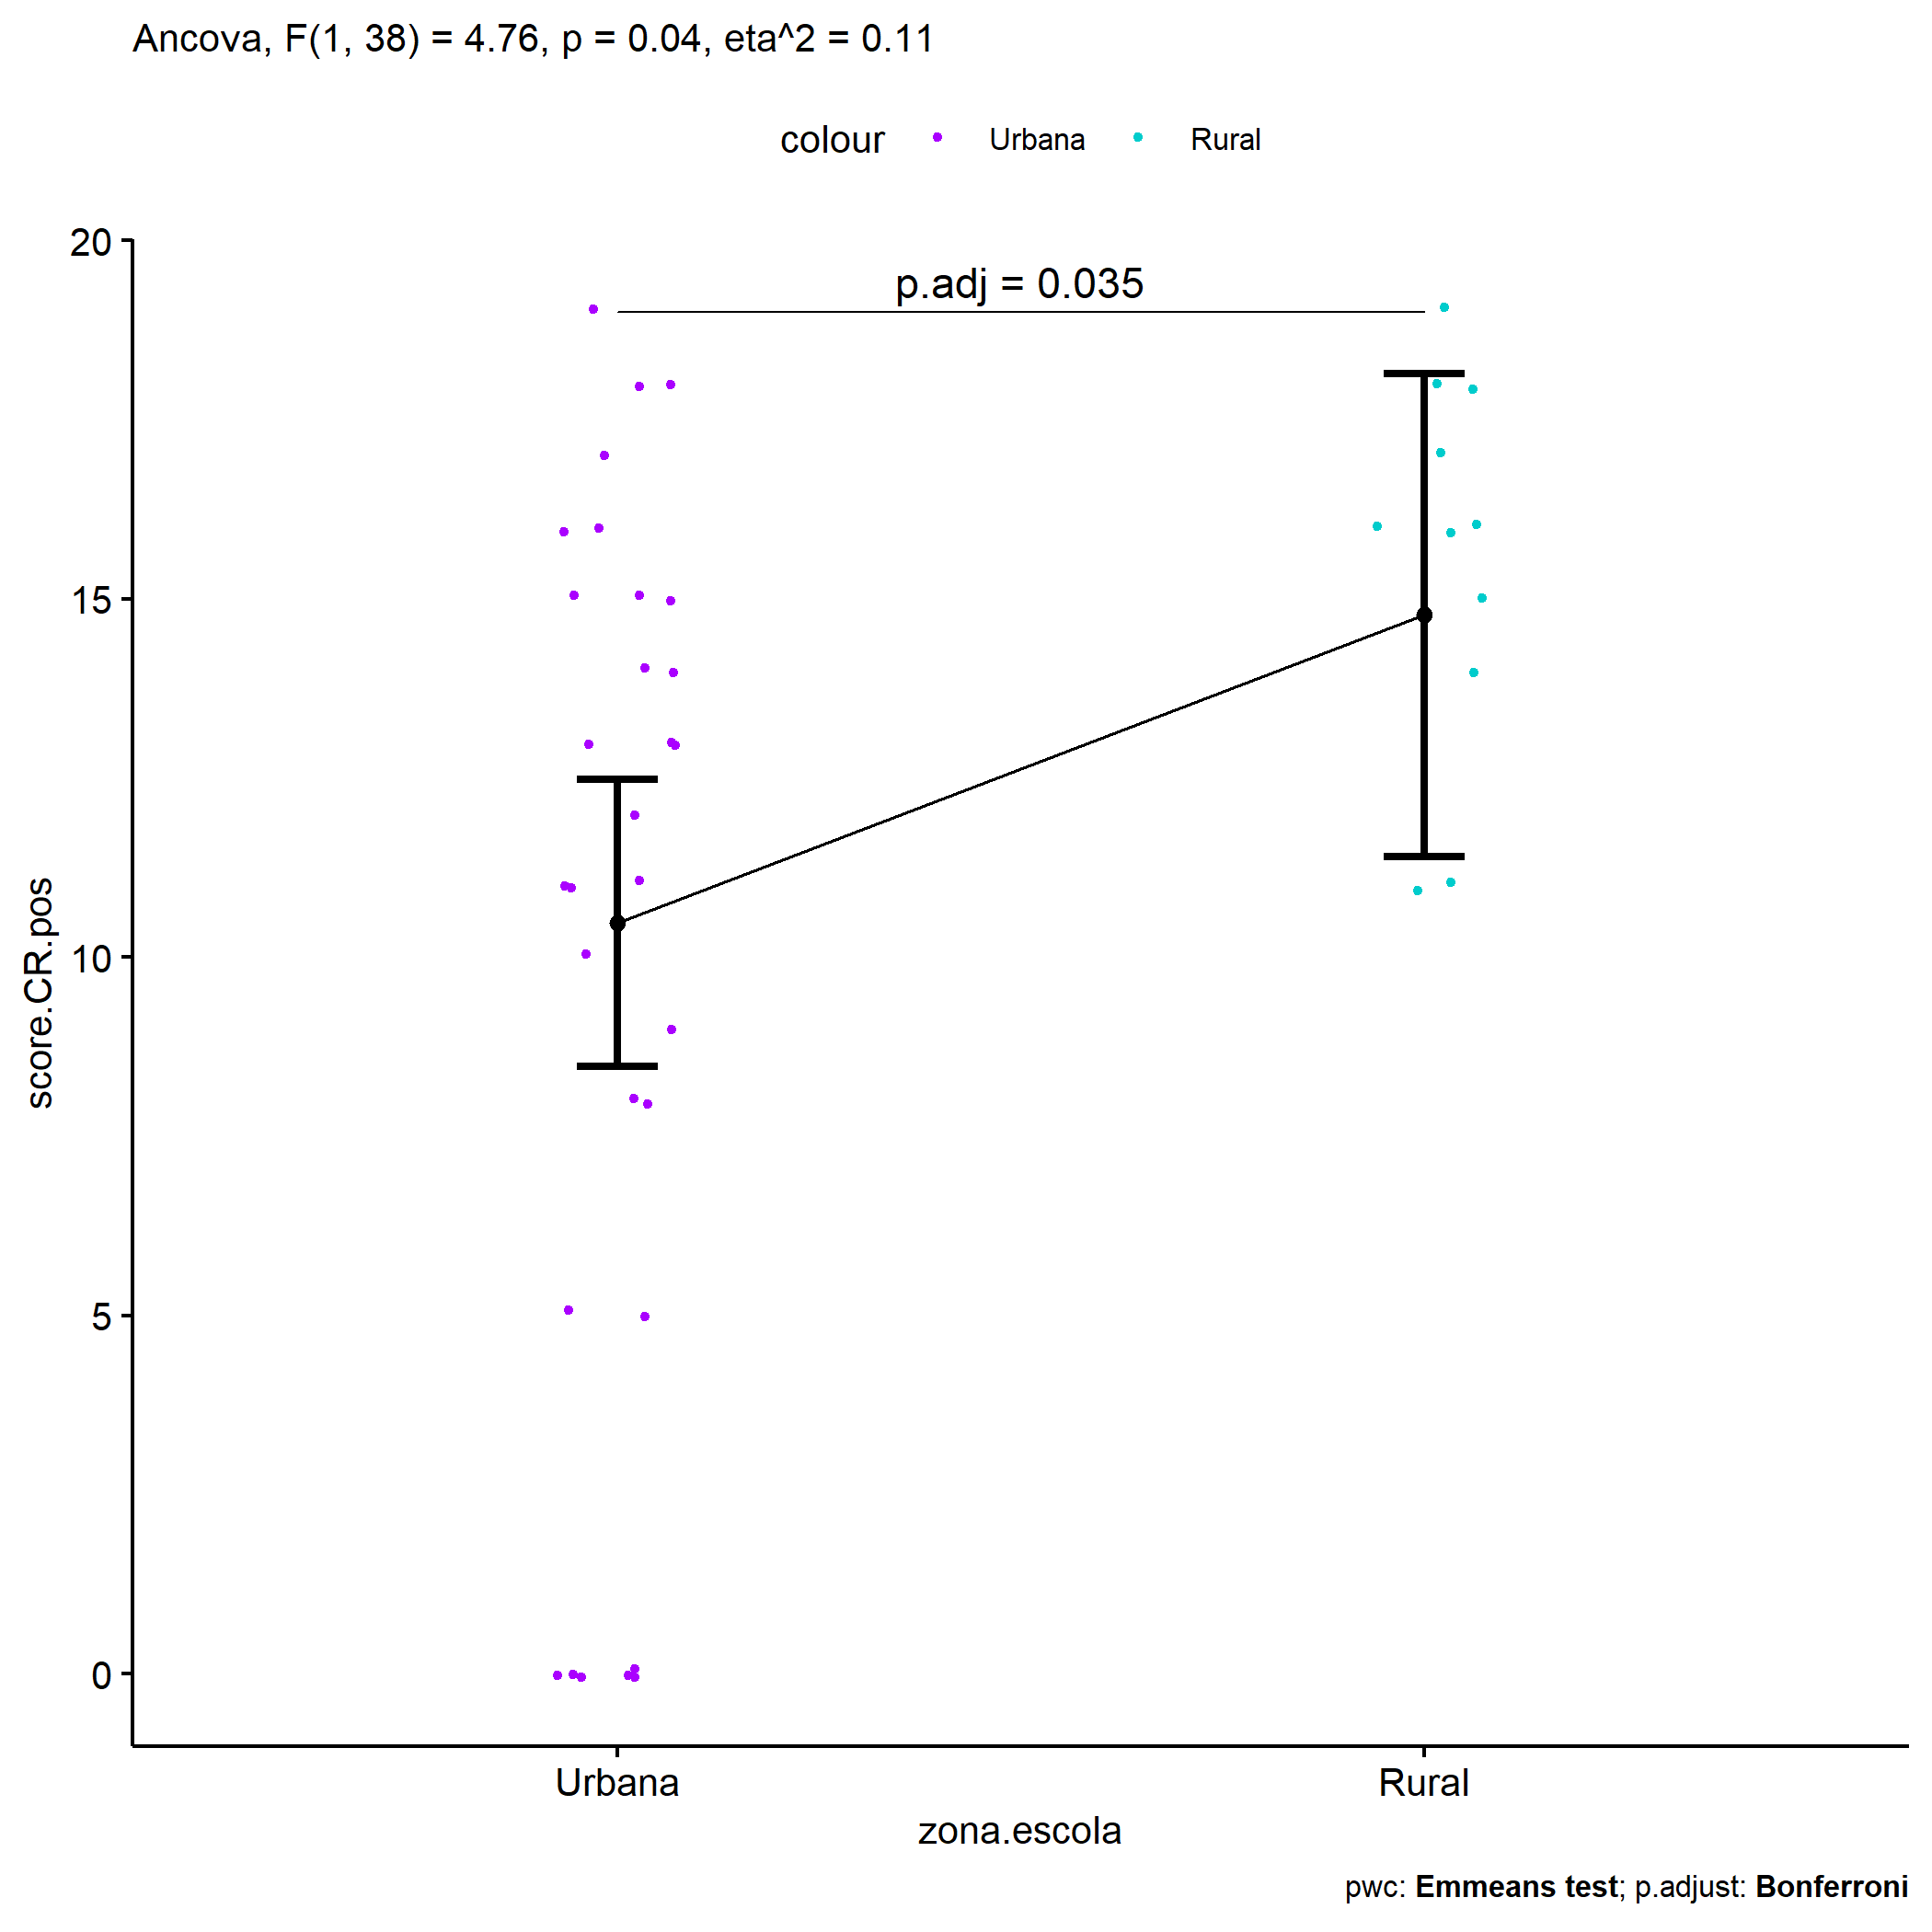 Ancova, F(1, 38) = 4.76, p = 0.04, eta^2 = 0.11
colour Urbana Rural
20
p.adj = 0.035
15
10
5
0
score.CR.pos
Urbana Rural
zona.escola
pwc: Emmeans test; p.adjust: Bonferroni